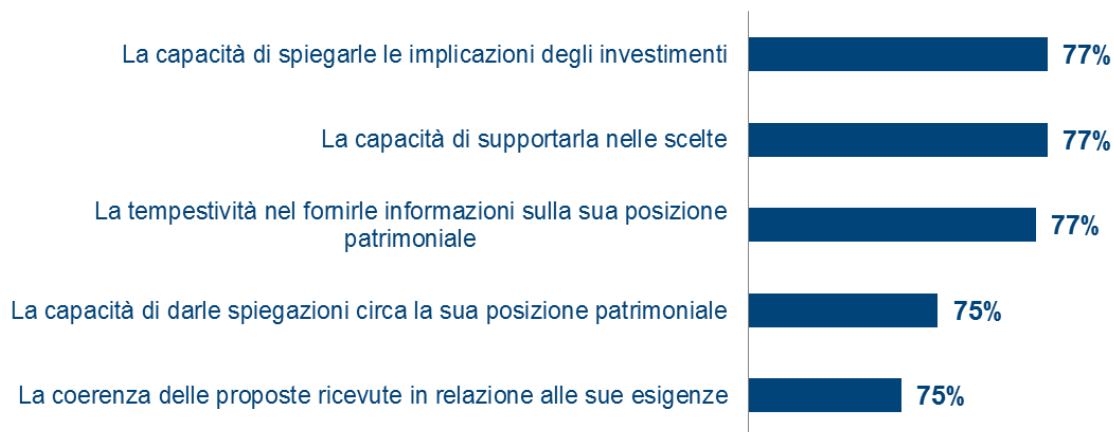 La capacità di spiegarle le implicazioni degli investimenti 77%
La capacità di supportarla nelle scelte 77%
La tempestività nel fornirle informazioni sulla sua posizione
patrimoniale 77%
La capacità di darle spiegazioni circa la sua posizione patrimoniale 75%
La coerenza delle proposte ricevute in relazione alle sue esigenze 75%